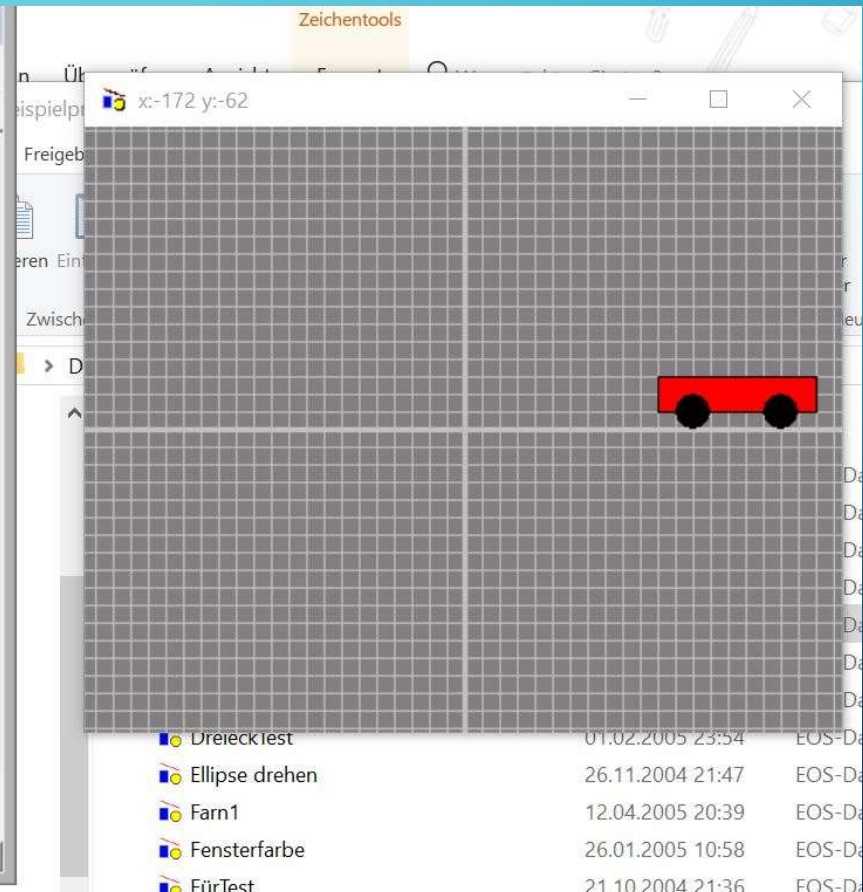 Zeichentools
x:-172 y:-62
Freigeb
eren Ein
Zwisch
D
DreieckTest 01.02.2005 23:54 EOS-Da
Ellipse drehen 26.11.2004 21:47 EOS-Da
Farn1 12.04.2005 20:39 EOS-Da
Fensterfarbe 26.01.2005 10:58 EOS-Da
FürTest 21.10.2004 21:36 EOS-Da